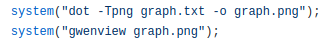 system("dot -Tpng graph.txt -o graph.png");
system("gwenview graph.png");